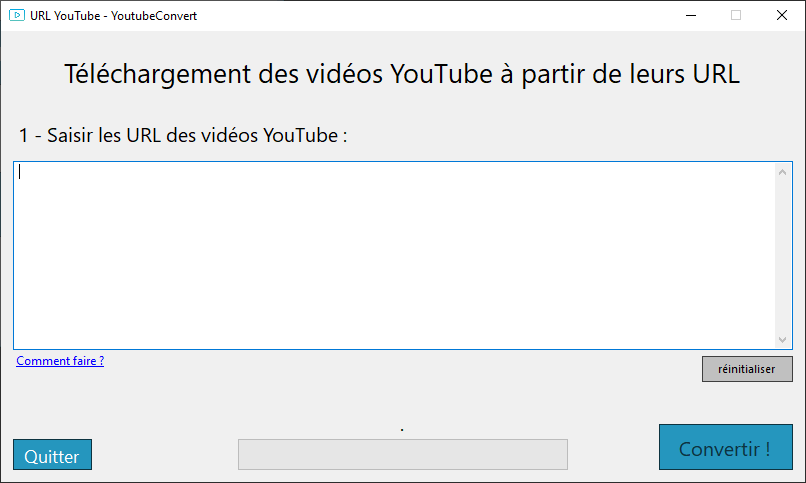 URL YouTube - YoutubeConvert
Téléchargement des vidéos YouTube à partir de leurs URL
1 - Saisir les URL des vidéos YouTube :
Comment faire ?
réinitialiser
.
Quitter
Convertir !